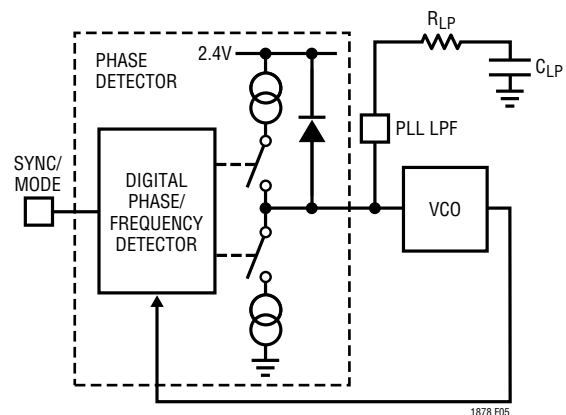 PHASE
DETECTOR
2.4V
R_LP
C_LP
PLL LPF
SYNC/
MODE
DIGITAL
PHASE/
FREQUENCY
DETECTOR
VCO
1878 F05